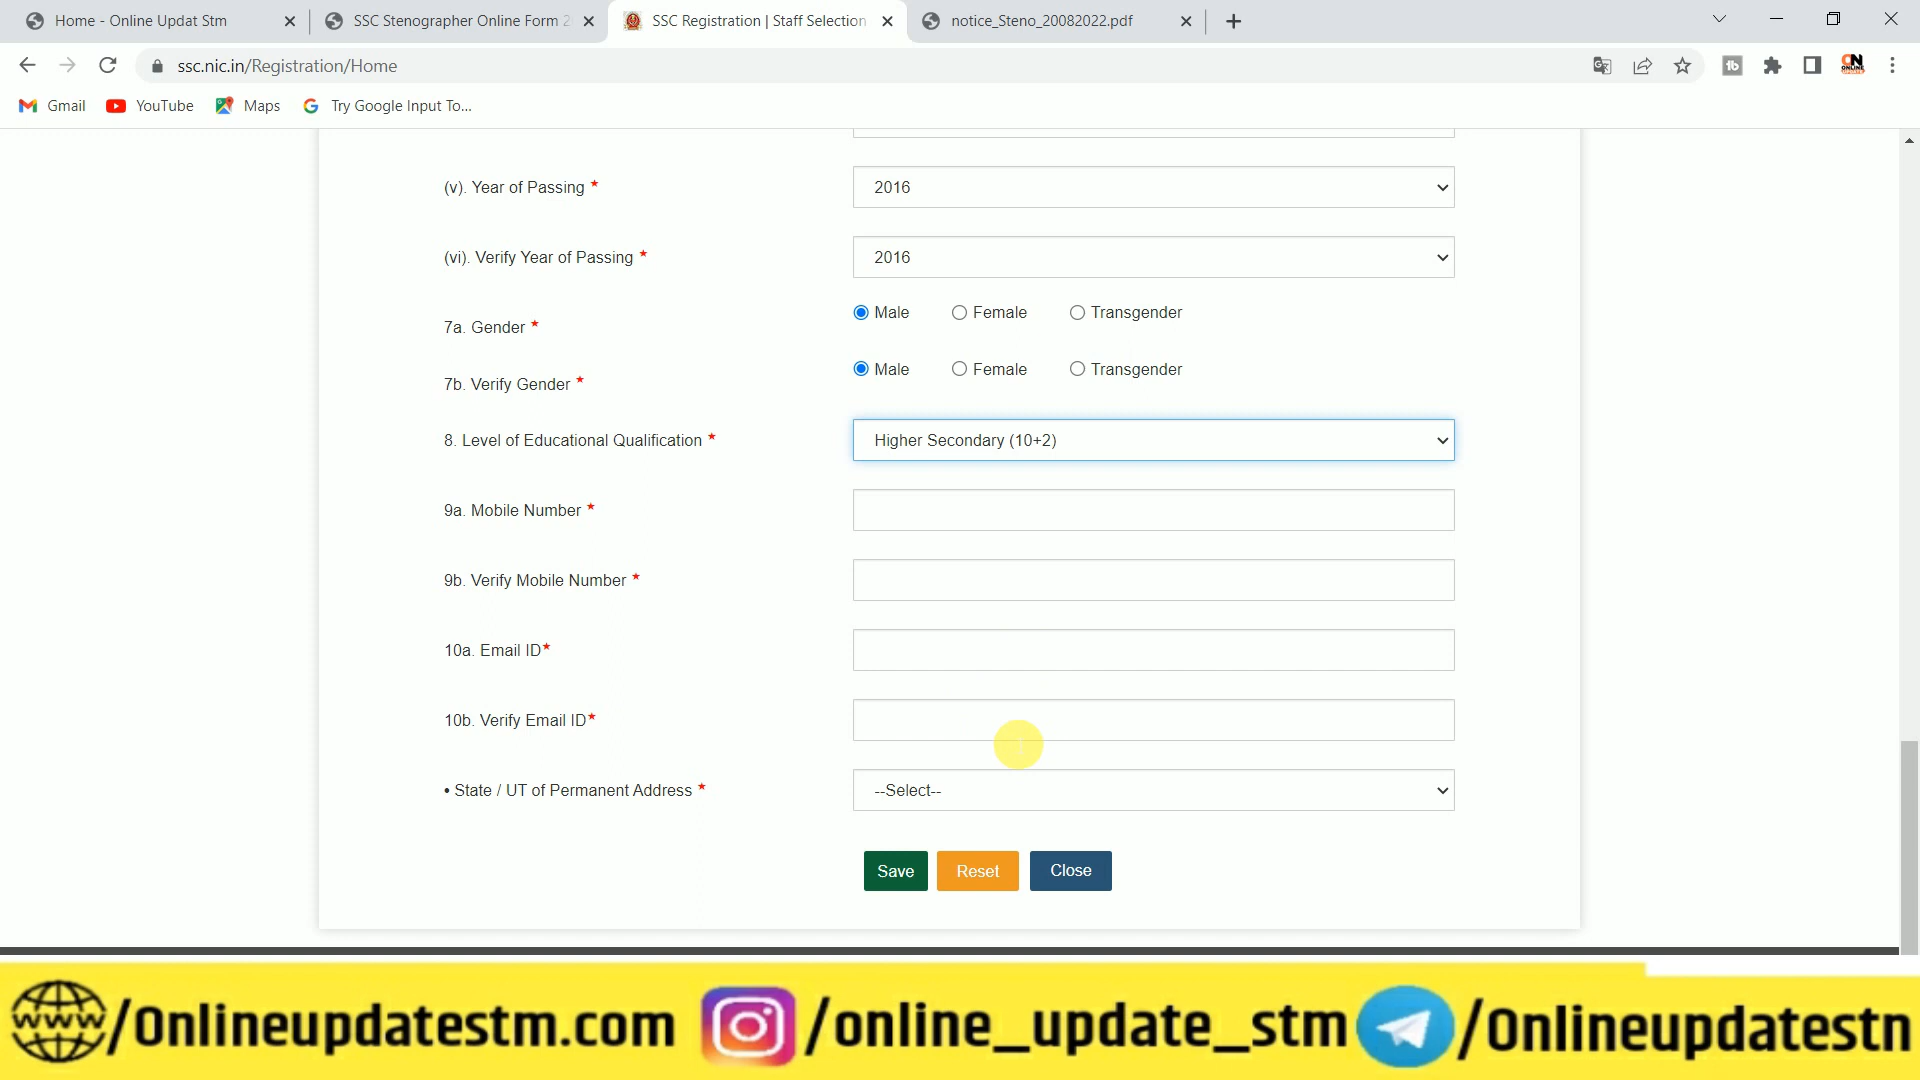 Home - Online Updat Stm
SSC Stenographer Online Form 2
SSC Registration | Staff Selection
notice_Steno_20082022.pdf
ssc.nic.in/Registration/Home
Gmail
YouTube
Maps
Try Google Input To...
(v). Year of Passing *
2016
(vi). Verify Year of Passing *
2016
7a. Gender *
Male
Female
Transgender
7b. Verify Gender *
Male
Female
Transgender
8. Level of Educational Qualification *
Higher Secondary (10+2)
9a. Mobile Number *
9b. Verify Mobile Number *
10a. Email ID*
10b. Verify Email ID*
• State / UT of Permanent Address *
--Select--
Save
Reset
Close
www /Onlineupdatestm.com
/online_update_stm
/Onlineupdatestn